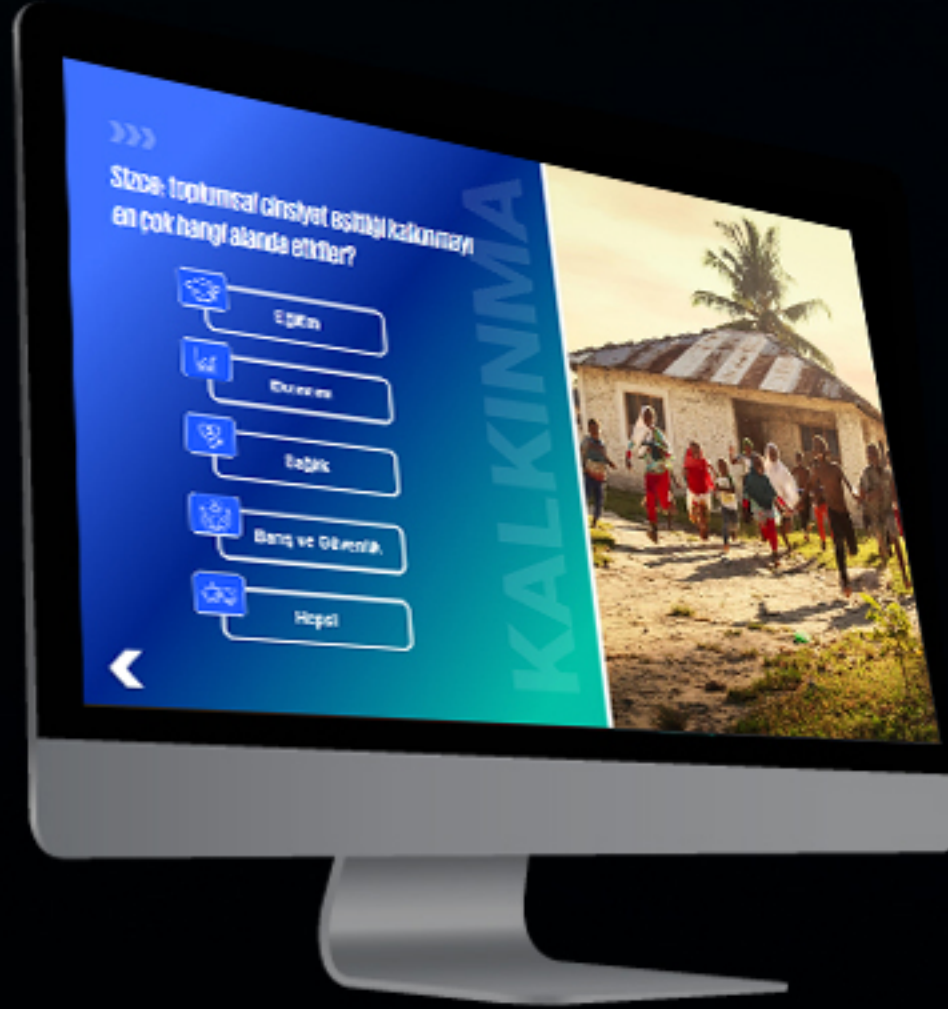 Sizce, toplumsal cinsiyet eşitliği kalkınmayı
en çok hangi alanda etkiler?
Eğitim
Ekonomi
Sağlık
Barış ve Güvenlik
Hepsi
KALKINMA